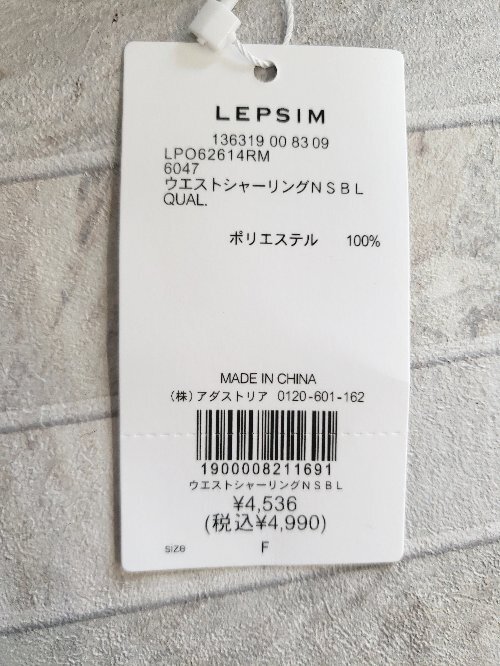 LEPSIM
136319 00 83 09
LPO62614RM
6047
ウエストシャーリングNSBL
QUAL.
ポリエステル 100%
MADE IN CHINA
(株)アダストリア 0120-601-162
1900008211691
ウエストシャーリングNSBL
¥4,536
(税込¥4,990)
SIZE F